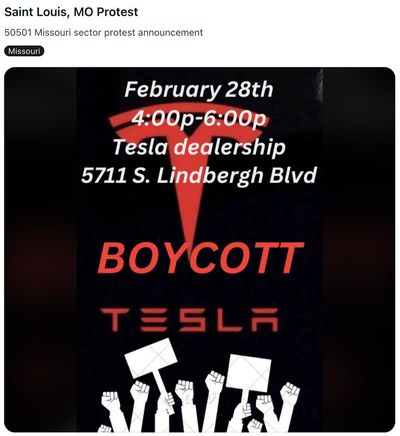 Saint Louis, MO Protest
50501 Missouri sector protest announcement
Missouri
February 28th
4:00p-6:00p
Tesla dealership
5711 S. Lindbergh Blvd
BOYCOTT
TESLA